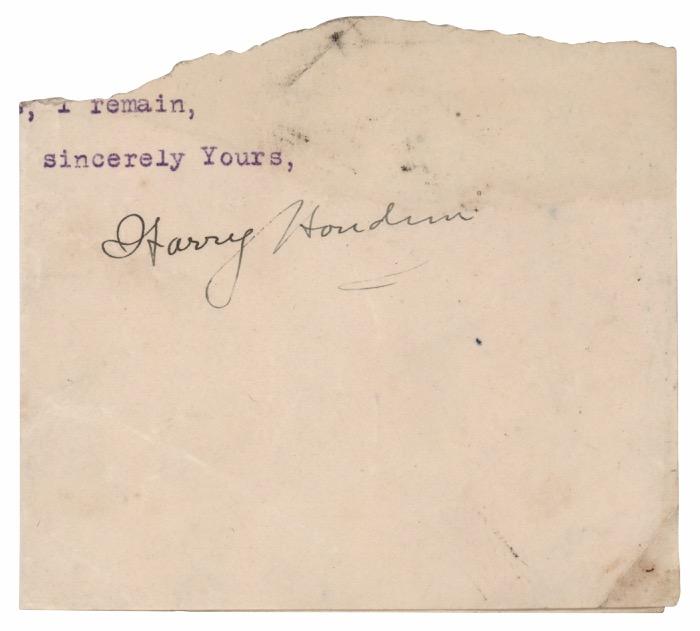 , I remain,
sincerely Yours,
Harry Houdini